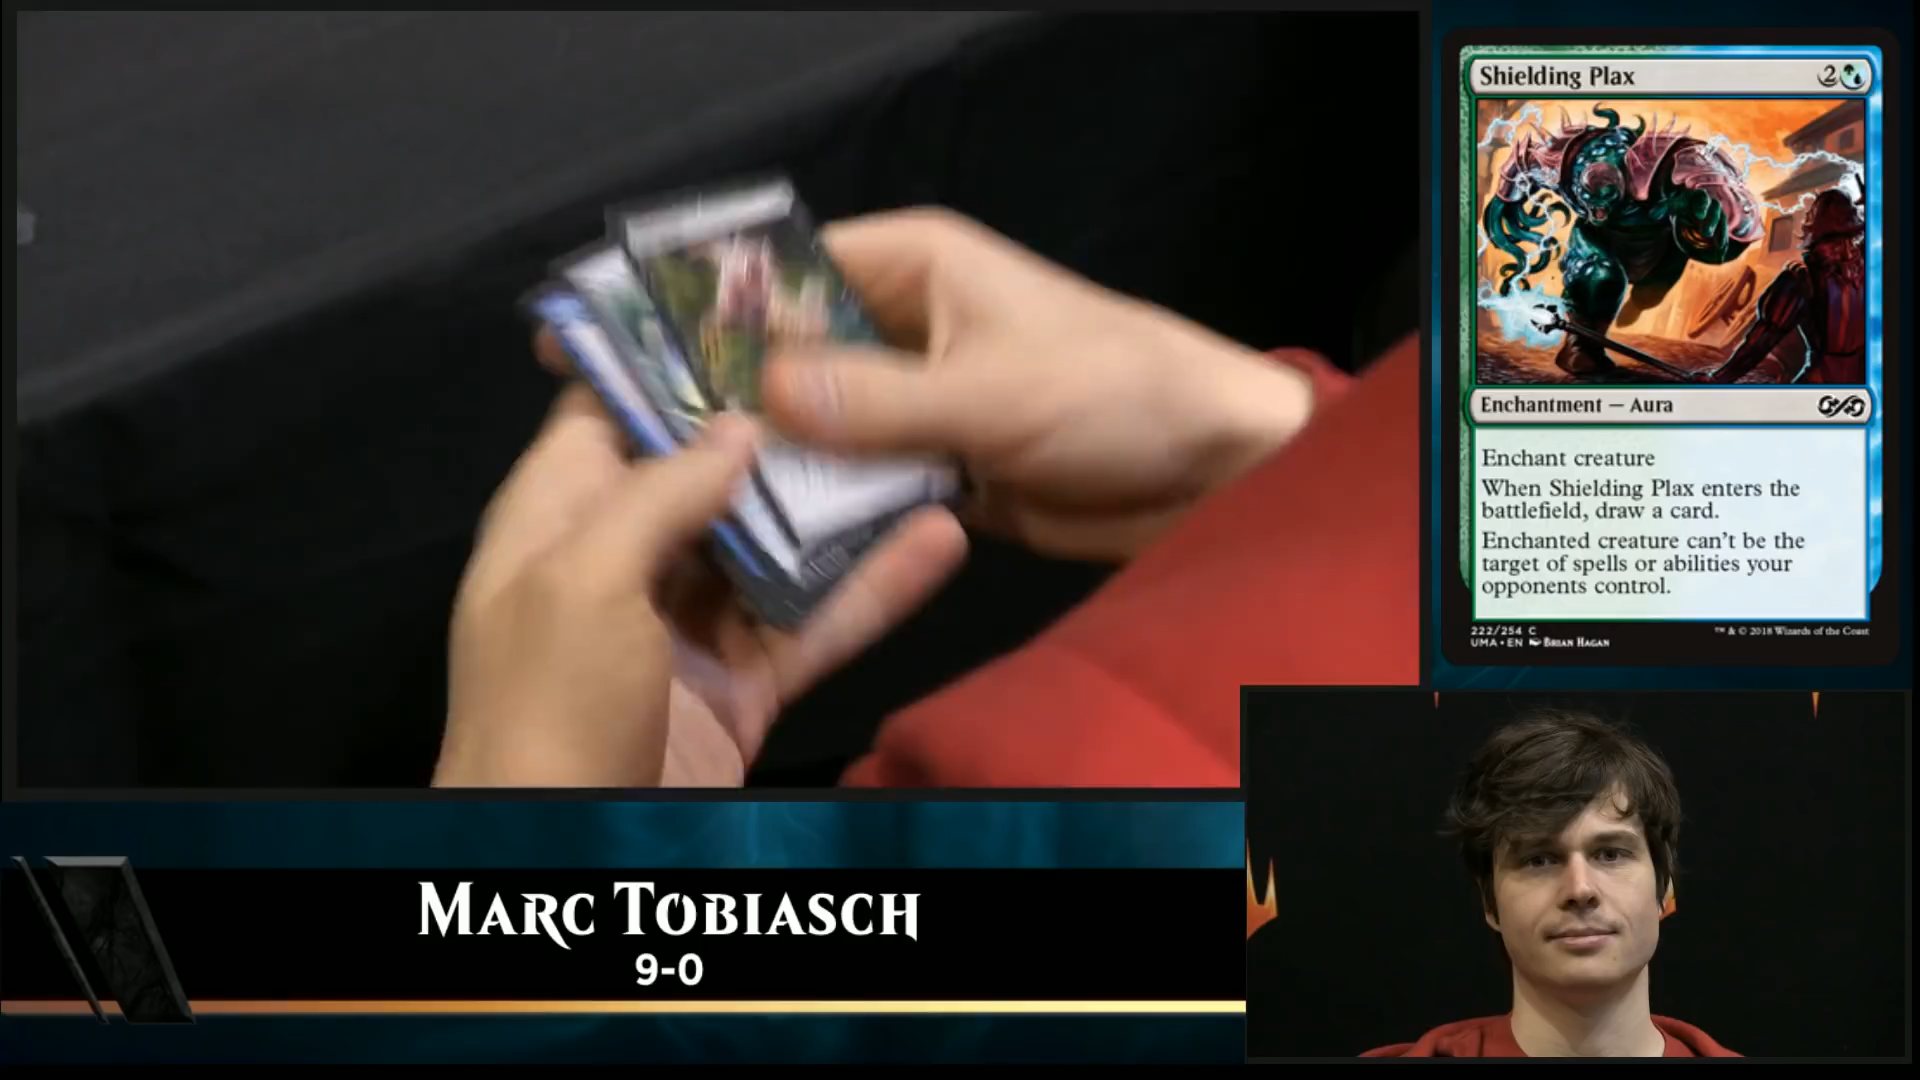 Shielding Plax
2
Enchantment — Aura
Enchant creature
When Shielding Plax enters the
battlefield, draw a card.
Enchanted creature can't be the
target of spells or abilities your
opponents control.
222/254 C
™ & © 2018 Wizards of the Coast
UMA • EN Brian Hagan
Marc Tobiasch
9-0